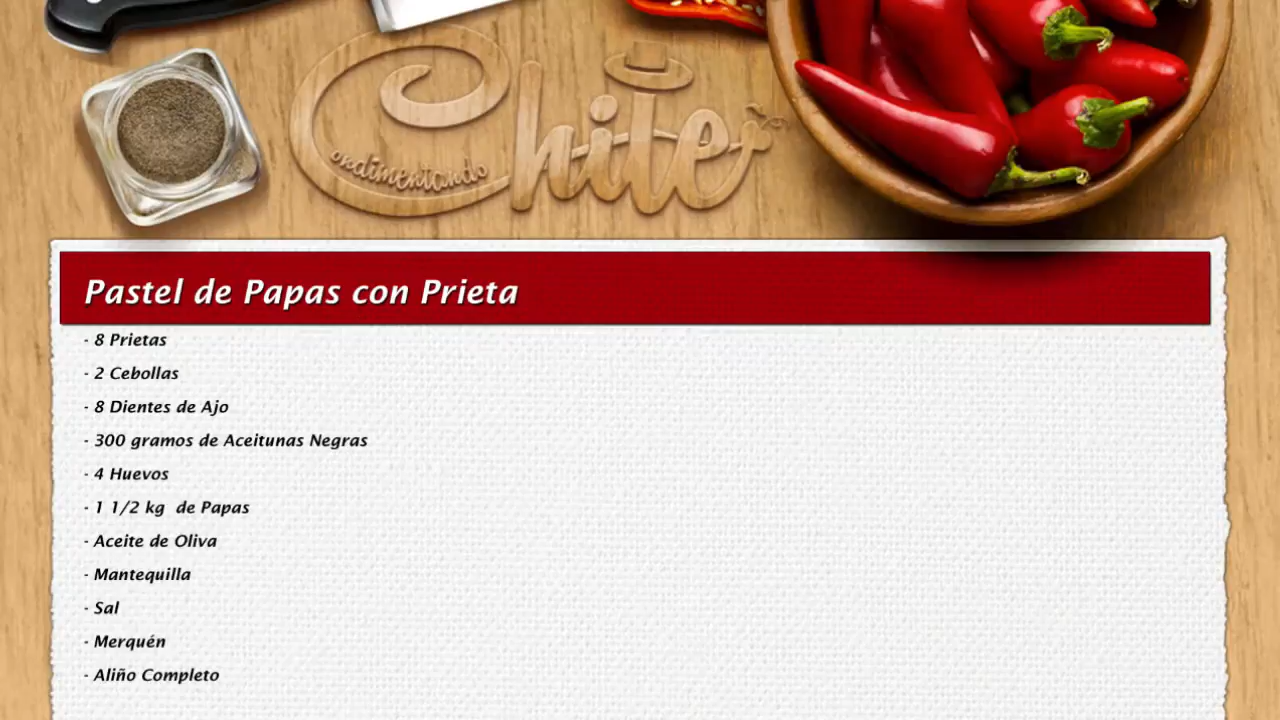 Condimentando Chile
Pastel de Papas con Prieta
- 8 Prietas
- 2 Cebollas
- 8 Dientes de Ajo
- 300 gramos de Aceitunas Negras
- 4 Huevos
- 1 1/2 kg  de Papas
- Aceite de Oliva
- Mantequilla
- Sal
- Merquén
- Aliño Completo